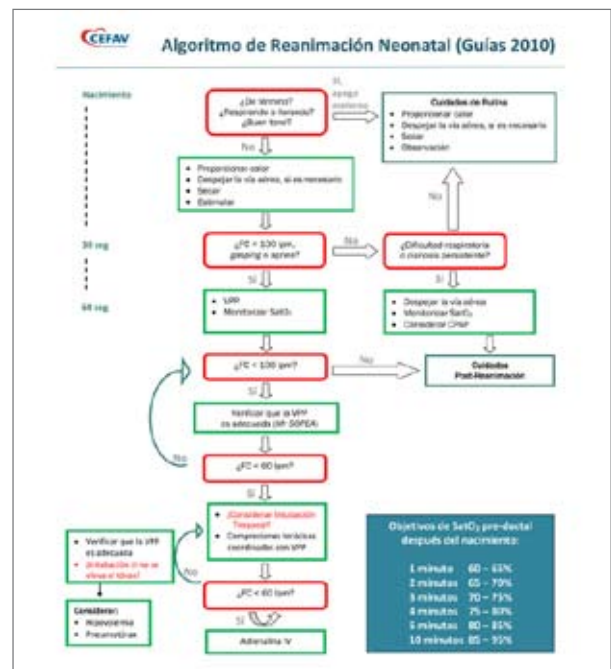 CEFAV
Algoritmo de Reanimación Neonatal (Guías 2010)
Nacimiento
¿De término?
¿Respirando o llorando?
¿Buen tono?
Sí,
apego
materno
Cuidados de Rutina
• Proporcionar calor
• Despejar la vía aérea, si es necesario
• Secar
• Observación
No
• Proporcionar calor
• Despejar la vía aérea, si es necesario
• Secar
• Estimular
No
30 seg
¿FC < 100 lpm,
gasping o apnea?
No
¿Dificultad respiratoria
o cianosis persistente?
Sí
Sí
60 seg
• VPP
• Monitorizar SatO₂
• Despejar la vía aérea
• Monitorizar SatO₂
• Considerar CPAP
¿FC < 100 lpm?
No
Cuidados
Post-Reanimación
Sí
Verificar que la VPP
es adecuada (MR SOPEA)
No
¿FC < 60 lpm?
Sí
• ¡Considerar Intubación
Traqueal!
• Compresiones torácicas
coordinadas con VPP
• Verificar que la VPP
es adecuada
• ¡Intubación si no se
eleva el tórax!
No
Considerar:
• Hipovolemia
• Pneumotórax
¿FC < 60 lpm?
Sí
Adrenalina IV
Objetivos de SatO₂ pre-ductal
después del nacimiento:
1 minuto 60 – 65%
2 minutos 65 – 70%
3 minutos 70 – 75%
4 minutos 75 – 80%
5 minutos 80 – 85%
10 minutos 85 – 95%